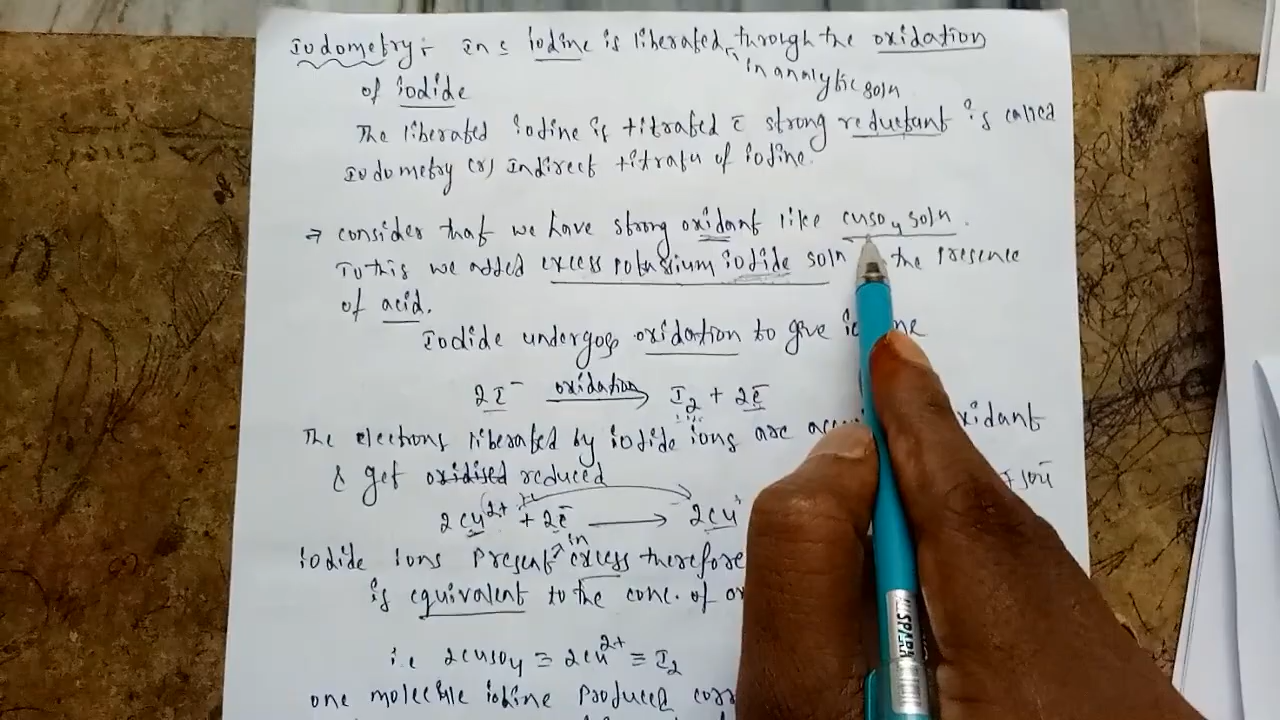 Iodometry :- In s iodine is liberated through the oxidation
in analytic soln
of iodide
The liberated iodine is titrated c̄ strong reductant is called
Iodometry (r) Indirect titratn of iodine.
→ consider that we have strong oxidant like cuso4 soln.
To this we added excess potassium iodide soln the presence
of acid.
Iodide undergoes oxidation to give
2I⁻ oxidation → I2 + 2e⁻
The electrons liberated by iodide ions are
& get oxidised reduced
2cu²⁺ + 2e⁻ → 2cu⁺
iodide ions present in excess therefore
is equivalent to the conc. of
i.e 2cuso4 ≡ 2cu²⁺ ≡ I2
one molecule iodine produced